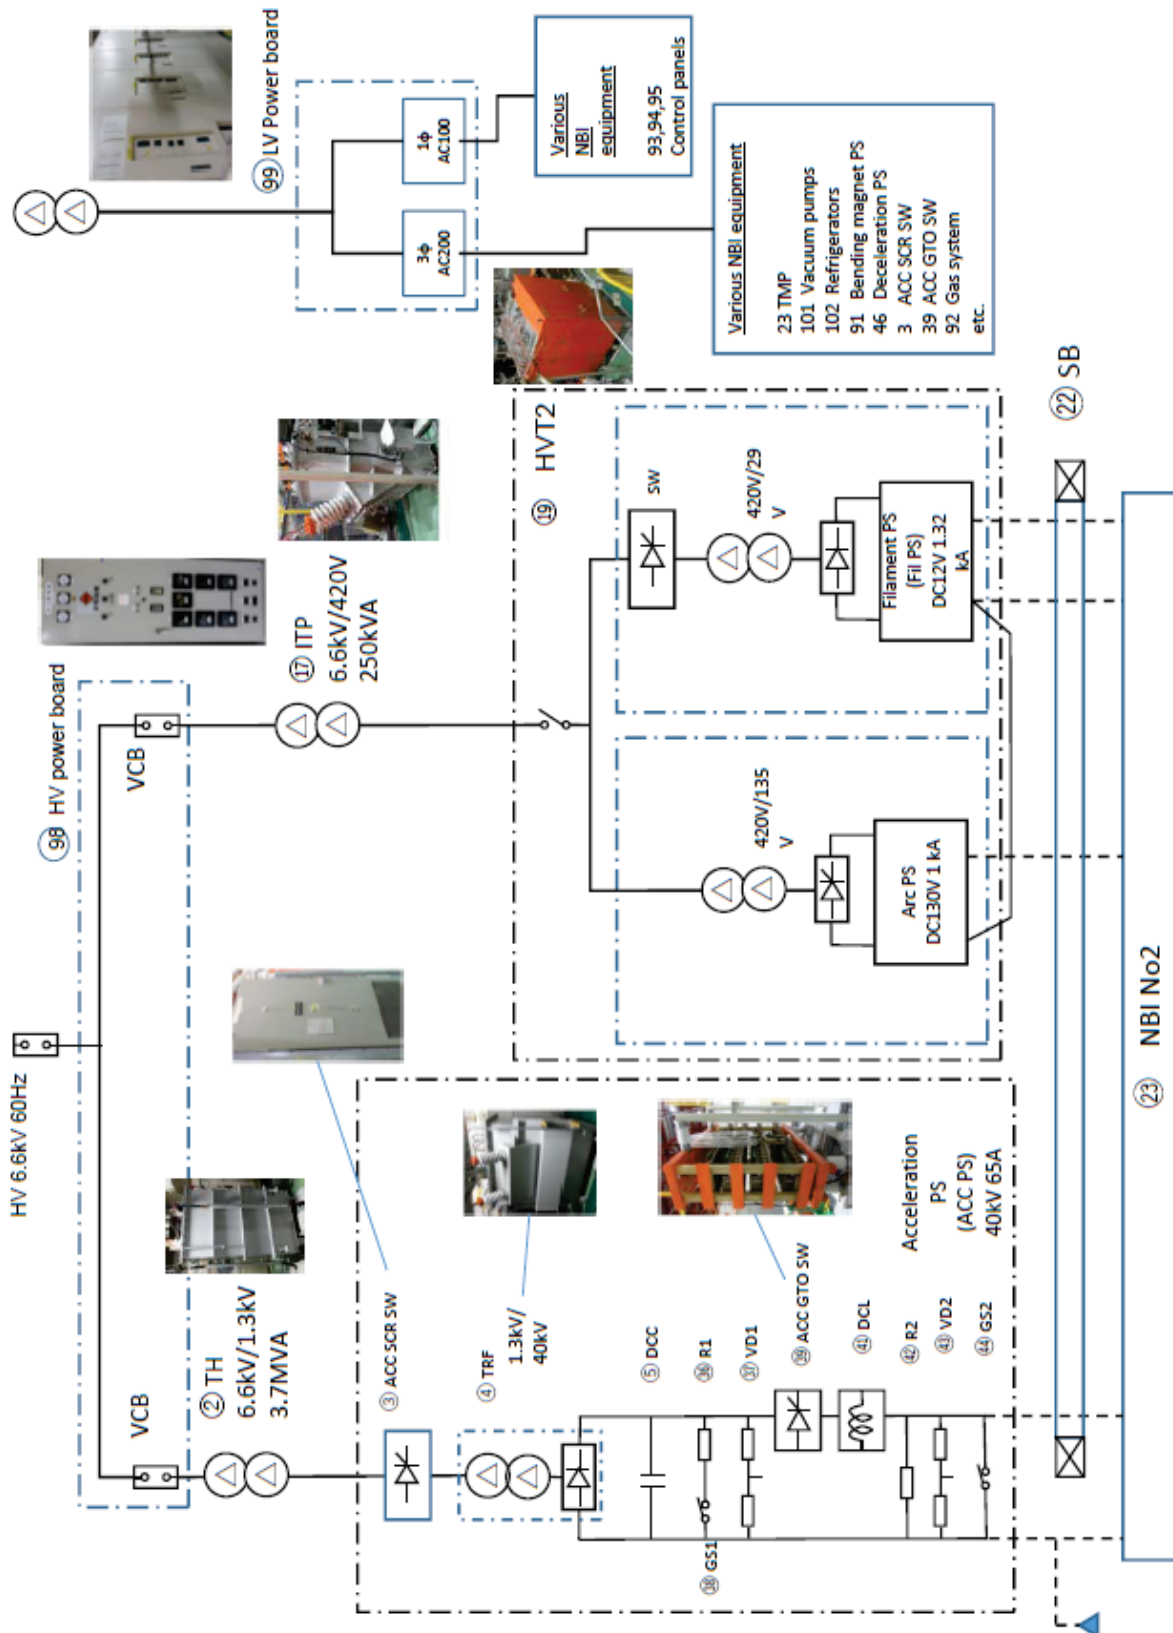 HV 6.6kV 60Hz
98 HV power board
VCB
VCB
② TH
6.6kV/1.3kV
3.7MVA
⑰ ITP
6.6kV/420V
250kVA
99 LV Power board
3ϕ
AC200
1ϕ
AC100
Various
NBI
equipment
93,94,95
Control panels
Various NBI equipment
23 TMP
101 Vacuum pumps
102 Refrigerators
91 Bending magnet PS
46 Deceleration PS
3 ACC SCR SW
39 ACC GTO SW
92 Gas system
etc.
③ ACC SCR SW
④ TRF
1.3kV/
40kV
⑤ DCC
㊱ R1
㊲ VD1
㊳ GS1
㊴ ACC GTO SW
㊶ DCL
㊷ R2
㊸ VD2
㊹ GS2
Acceleration
PS
(ACC PS)
40kV 65A
⑲ HVT2
420V/135
V
Arc PS
DC130V 1 kA
SW
420V/29
V
Filament PS
(Fil PS)
DC12V 1.32
kA
㉒ SB
㉓ NBI No2